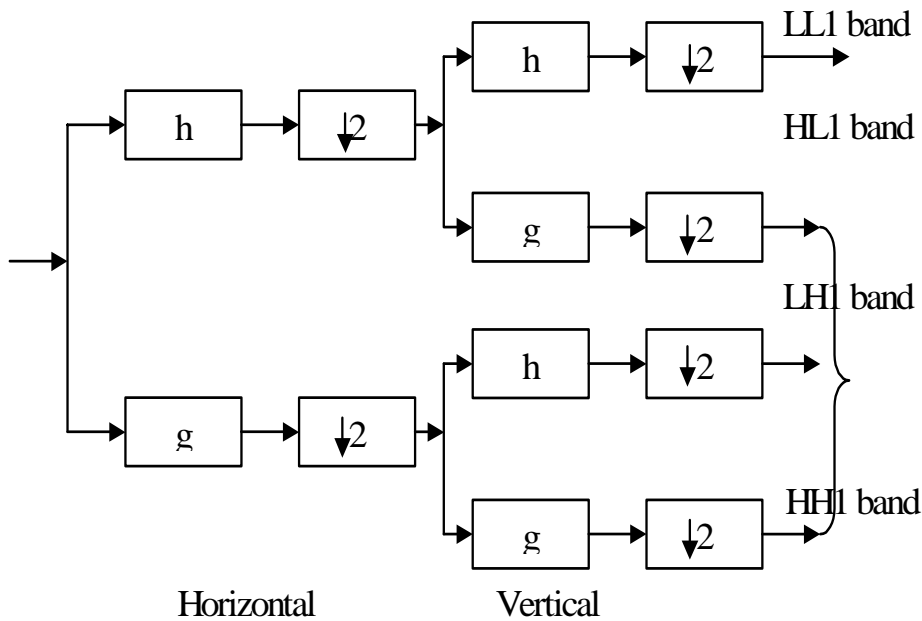 LL1 band
h
↓2
h
↓2
HL1 band
g
↓2
LH1 band
h
↓2
g
↓2
HH1 band
g
↓2
Horizontal
Vertical